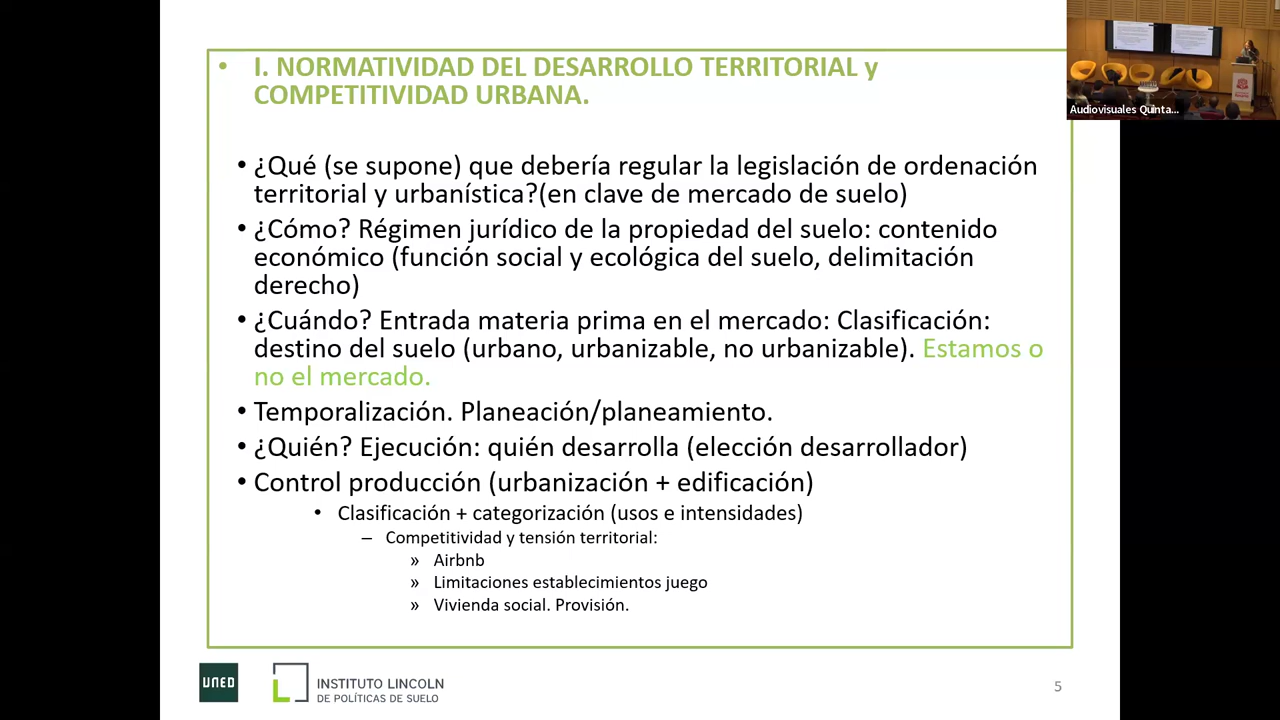 • I. NORMATIVIDAD DEL DESARROLLO TERRITORIAL y
COMPETITIVIDAD URBANA.
• ¿Qué (se supone) que debería regular la legislación de ordenación
territorial y urbanística?(en clave de mercado de suelo)
• ¿Cómo? Régimen jurídico de la propiedad del suelo: contenido
económico (función social y ecológica del suelo, delimitación
derecho)
• ¿Cuándo? Entrada materia prima en el mercado: Clasificación:
destino del suelo (urbano, urbanizable, no urbanizable). Estamos o
no el mercado.
• Temporalización. Planeación/planeamiento.
• ¿Quién? Ejecución: quién desarrolla (elección desarrollador)
• Control producción (urbanización + edificación)
• Clasificación + categorización (usos e intensidades)
– Competitividad y tensión territorial:
» Airbnb
» Limitaciones establecimientos juego
» Vivienda social. Provisión.
UNED
INSTITUTO LINCOLN
DE POLÍTICAS DE SUELO
5
Audiovisuales Quinta...